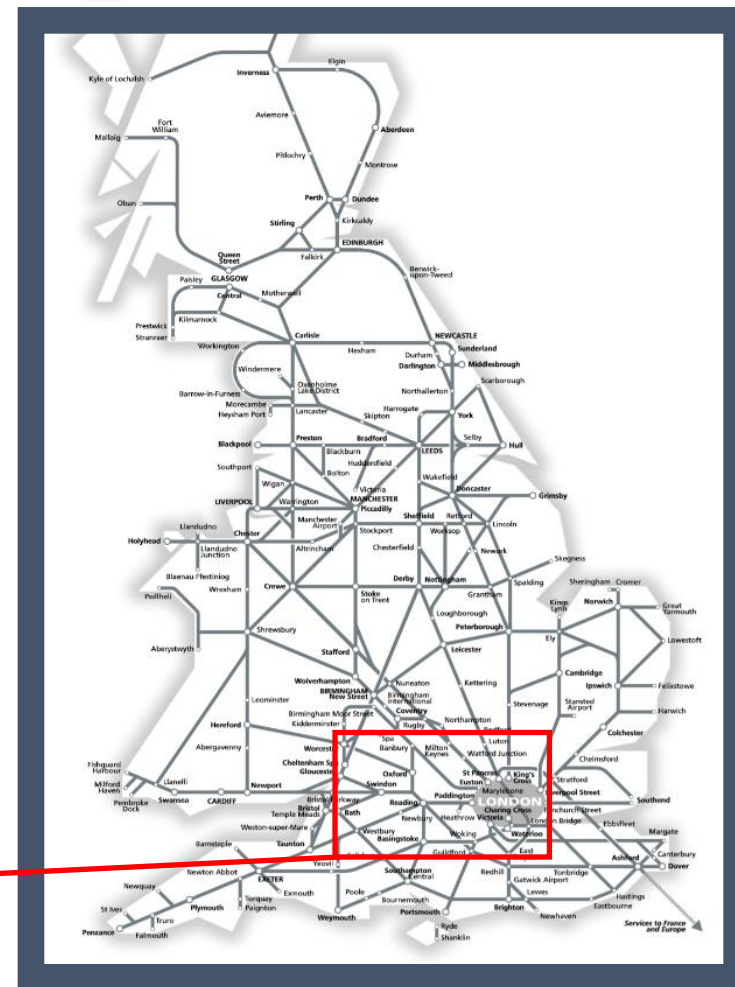 Elgin
Inverness
Kyle of Lochalsh
Aviemore
Fort
William
Aberdeen
Mallaig
Pitlochry
Montrose
Perth
Dundee
Oban
Kirkcaldy
Stirling
EDINBURGH
Queen
Street
Falkirk
Berwick-
upon-Tweed
Paisley
GLASGOW
Central
Motherwell
Kilmarnock
Prestwick
Stranraer
Carlisle
NEWCASTLE
Workington
Hexham
Sunderland
Durham
Darlington
Middlesbrough
Windermere
Oxenholme
Lake District
Scarborough
Barrow-in-Furness
Northallerton
Morecambe
Heysham Port
Lancaster
Harrogate
York
Skipton
Blackpool
Preston
Bradford
Selby
Hull
Blackburn
LEEDS
Southport
Huddersfield
Bolton
Wakefield
Wigan
Victoria
Doncaster
LIVERPOOL
Warrington
MANCHESTER
Piccadilly
Grimsby
Manchester
Airport
Sheffield
Retford
Lincoln
Llandudno
Stockport
Worksop
Holyhead
Chester
Llandudno
Junction
Altrincham
Chesterfield
Newark
Skegness
Blaenau Ffestiniog
Wrexham
Crewe
Stoke
on Trent
Derby
Nottingham
Spalding
Sheringham
Cromer
Pwllheli
Grantham
Kings
Lynn
Norwich
Great
Yarmouth
Loughborough
Peterborough
Shrewsbury
Ely
Lowestoft
Aberystwyth
Stafford
Leicester
Wolverhampton
Cambridge
BIRMINGHAM
New Street
Nuneaton
Kettering
Ipswich
Felixstowe
Birmingham
International
Leominster
Coventry
Stevenage
Stansted
Airport
Harwich
Birmingham Moor Street
Kidderminster
Rugby
Northampton
Hereford
Colchester
Spa
Luton
Abergavenny
Worcester
Banbury
Milton
Keynes
Watford Junction
Chelmsford
Fishguard
Harbour
Cheltenham Spa
Gloucester
Oxford
St Pancras
Euston
King's
Cross
Stratford
Milford
Haven
Llanelli
Swindon
Marylebone
Liverpool Street
Newport
Paddington
LONDON
Pembroke
Dock
Swansea
CARDIFF
Bristol Parkway
Reading
Fenchurch Street
Southend
Bristol
Temple Meads
Bath
Newbury
Heathrow
Charing Cross
Victoria
London Bridge
Ebbsfleet
Weston-super-Mare
Westbury
Basingstoke
Woking
Waterloo
Margate
Barnstaple
Taunton
Guildford
East
Canterbury
Newton Abbot
Yeovil
Southampton
Central
Redhill
Tonbridge
Ashford
Dover
EXETER
Gatwick Airport
Newquay
Exmouth
Poole
Lewes
Hastings
St Ives
Plymouth
Torquay
Paignton
Bournemouth
Eastbourne
Truro
Weymouth
Portsmouth
Brighton
Newhaven
Penzance
Falmouth
Ryde
Shanklin
Services to France
and Europe